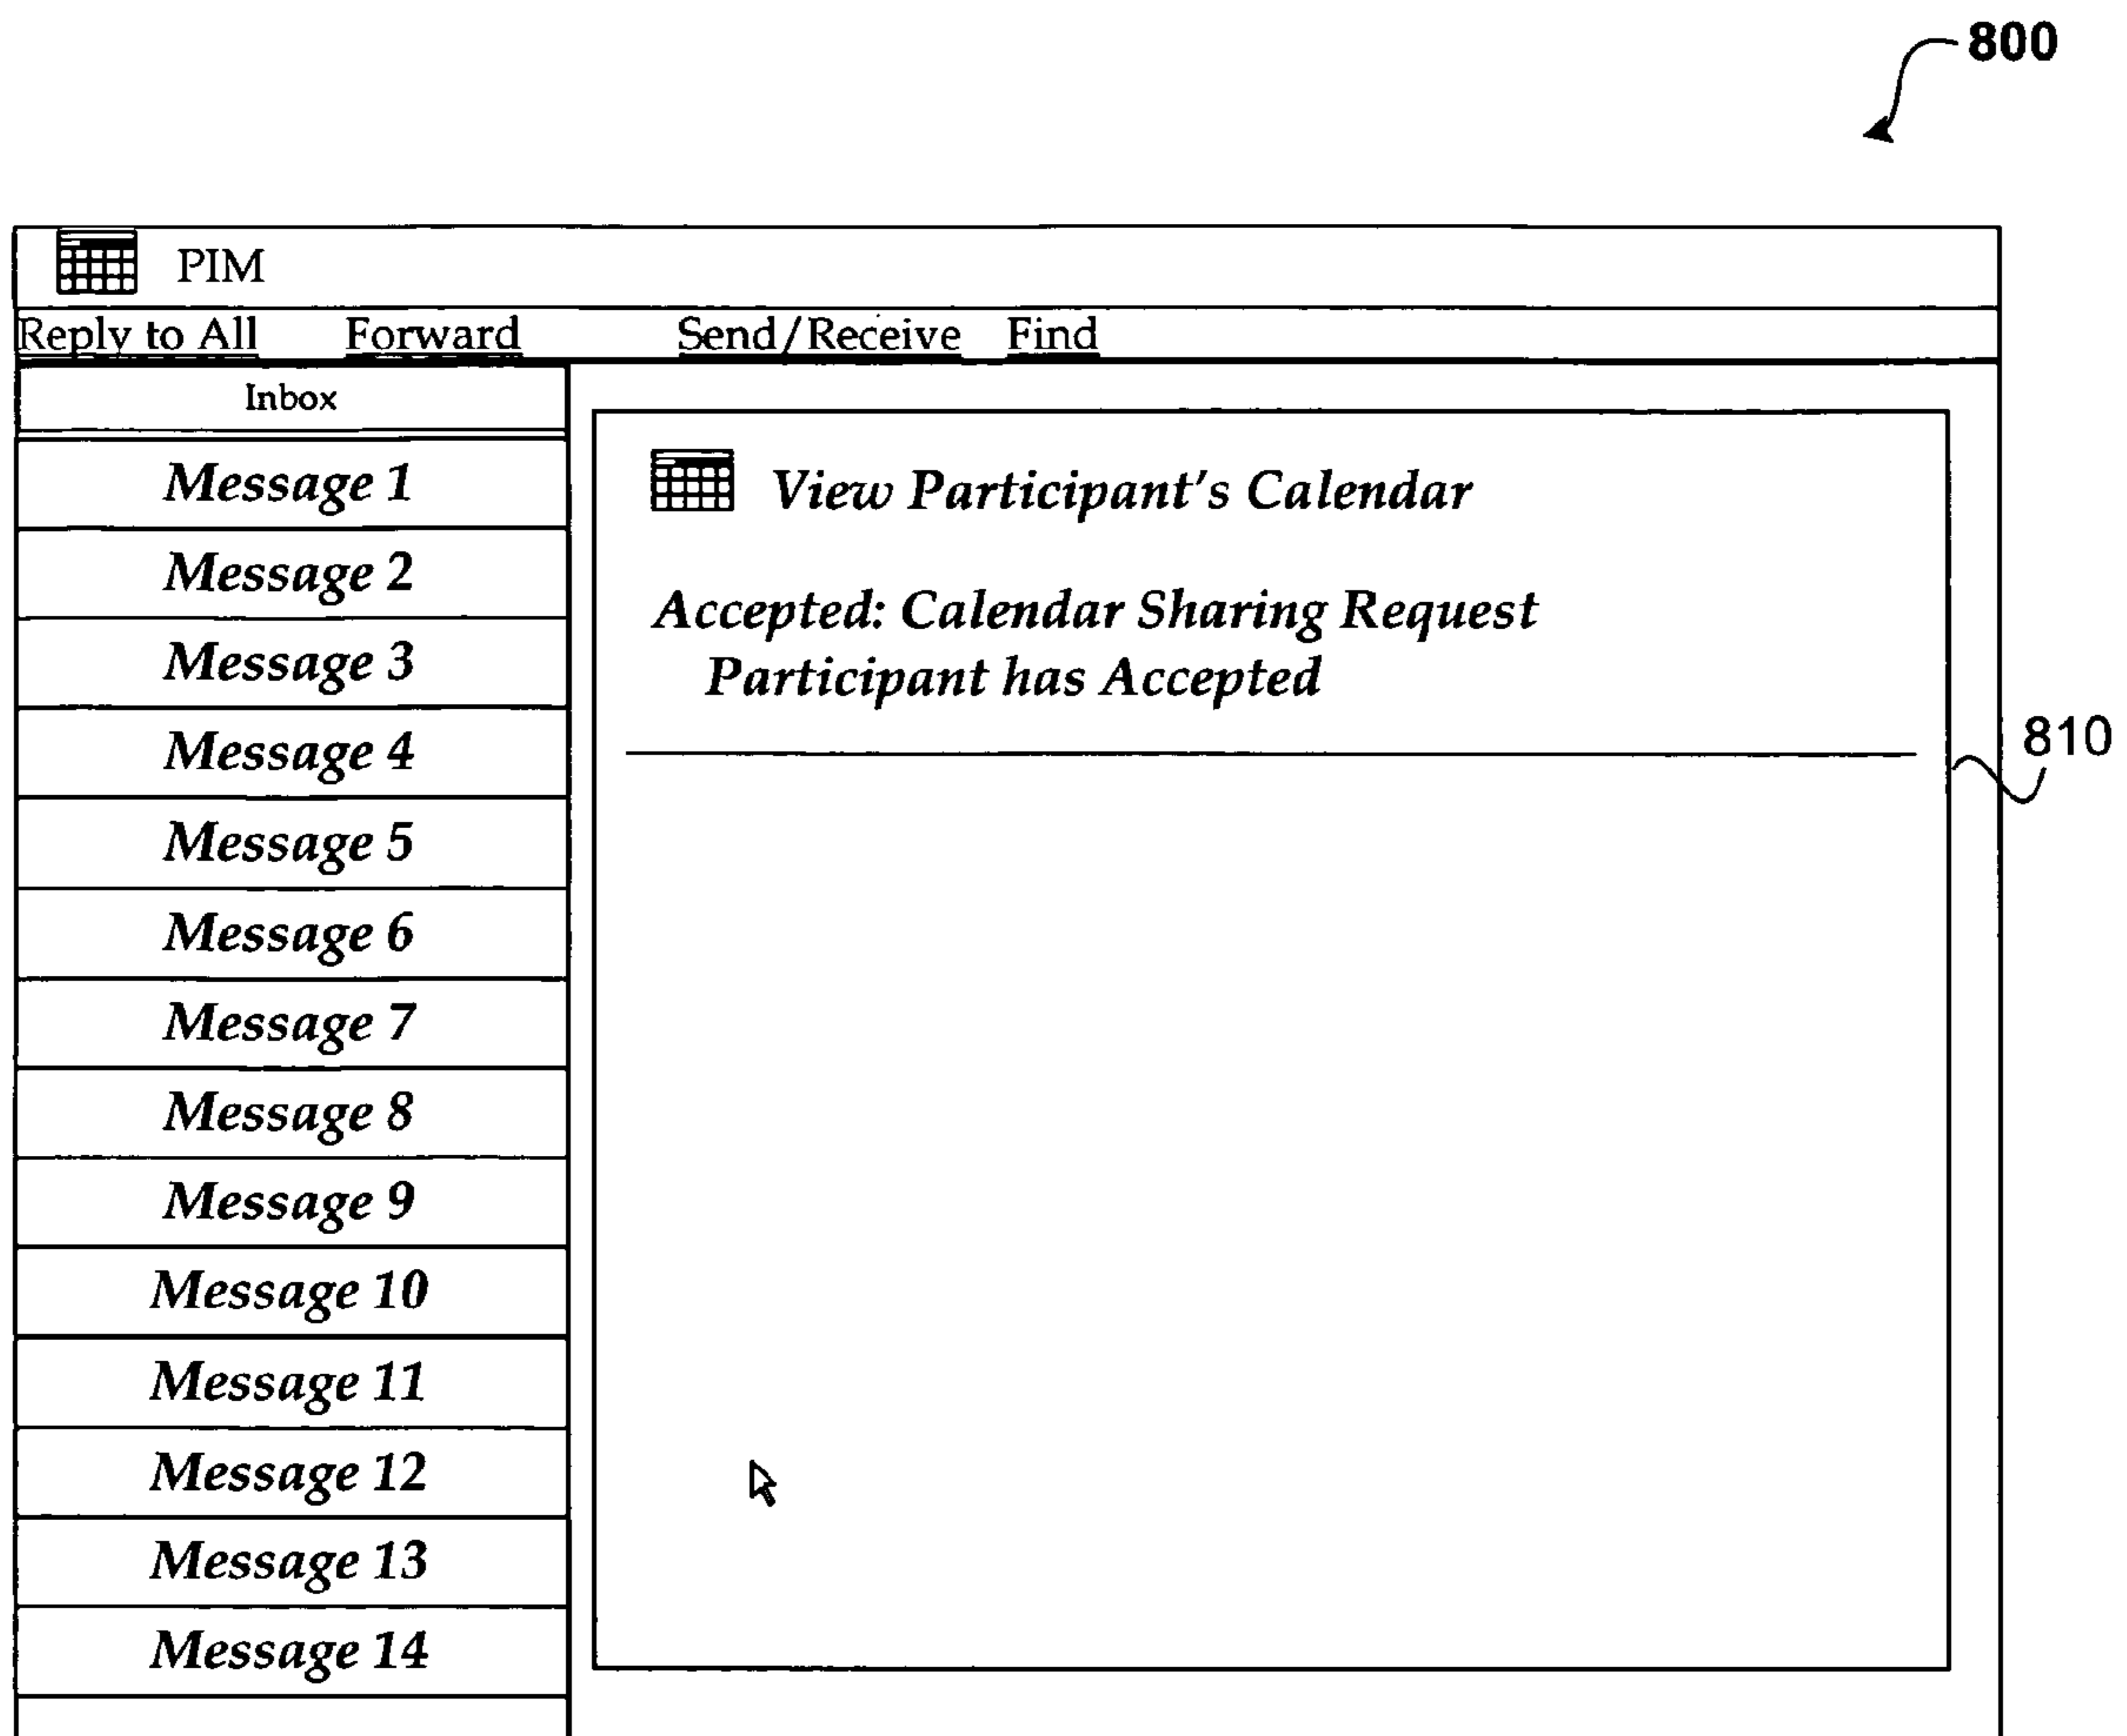 800
PIM
Reply to All Forward Send/Receive Find
Inbox
Message 1
Message 2
Message 3
Message 4
Message 5
Message 6
Message 7
Message 8
Message 9
Message 10
Message 11
Message 12
Message 13
Message 14
View Participant's Calendar
Accepted: Calendar Sharing Request
Participant has Accepted
810